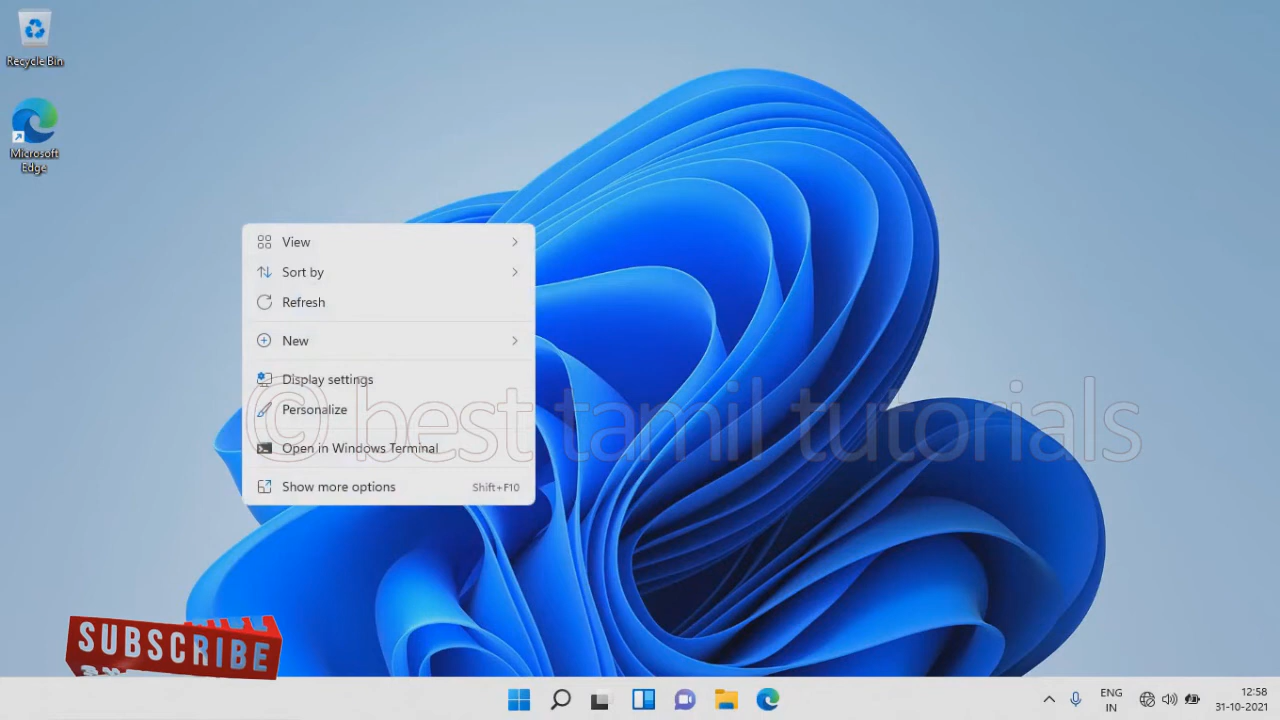 Recycle Bin
Microsoft
Edge
View
Sort by
Refresh
New
Display settings
Personalize
Open in Windows Terminal
Show more options Shift+F10
© best tamil tutorials
SUBSCRIBE
ENG
IN
12:58
31-10-2021